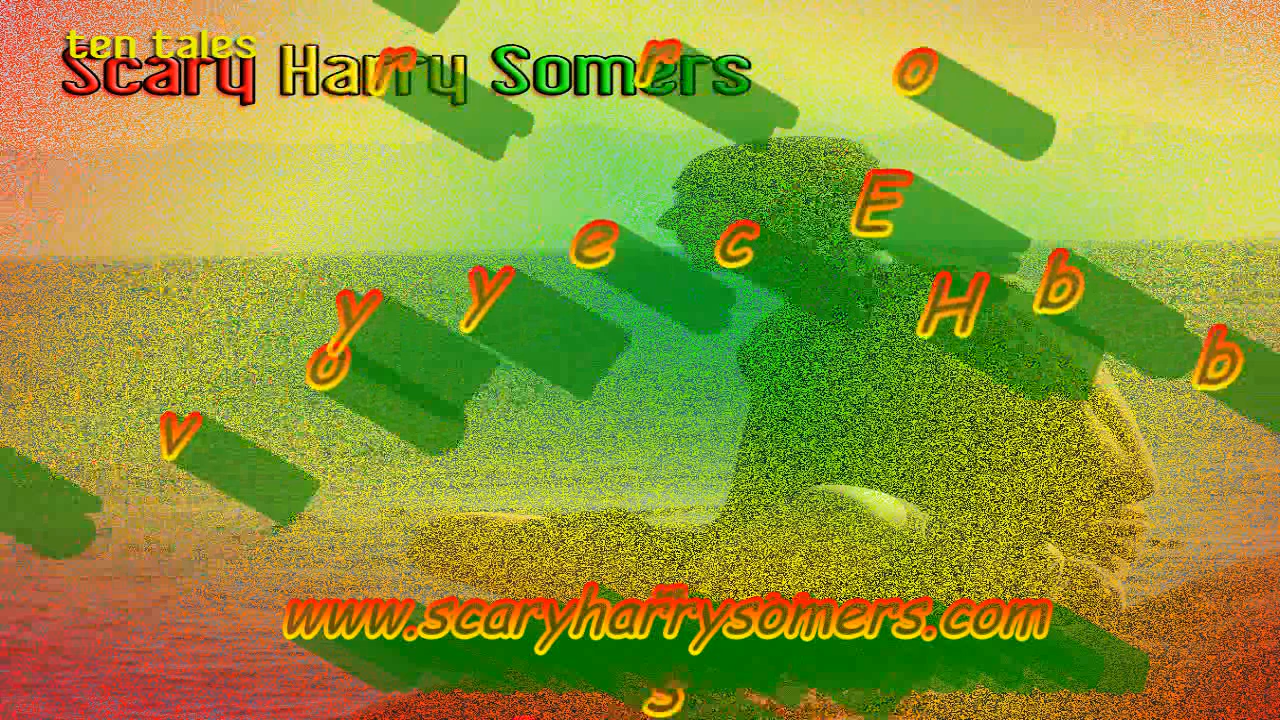 ten tales
Scary Harry Somers
r r o
E
e c
y y H b
o b
v
www.scaryharrysomers.com
s